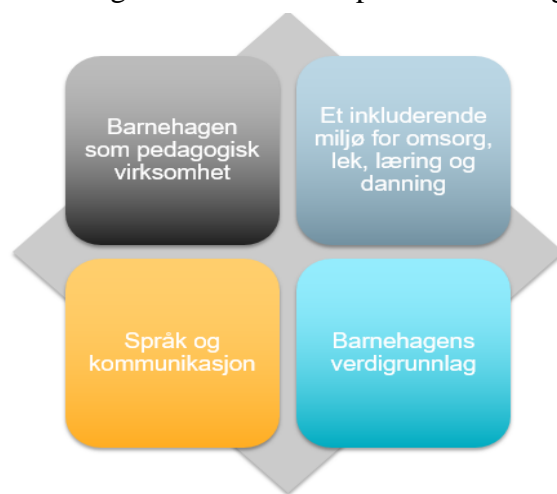 Barnehagen
som pedagogisk
virksomhet
Et inkluderende
miljø for omsorg,
lek, læring og
danning
Språk og
kommunikasjon
Barnehagens
verdigrunnlag